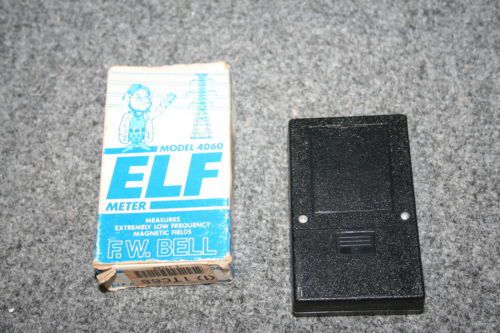 MODEL 4060
ELF
METER
MEASURES
EXTREMELY LOW FREQUENCY
MAGNETIC FIELDS
F.W. BELL